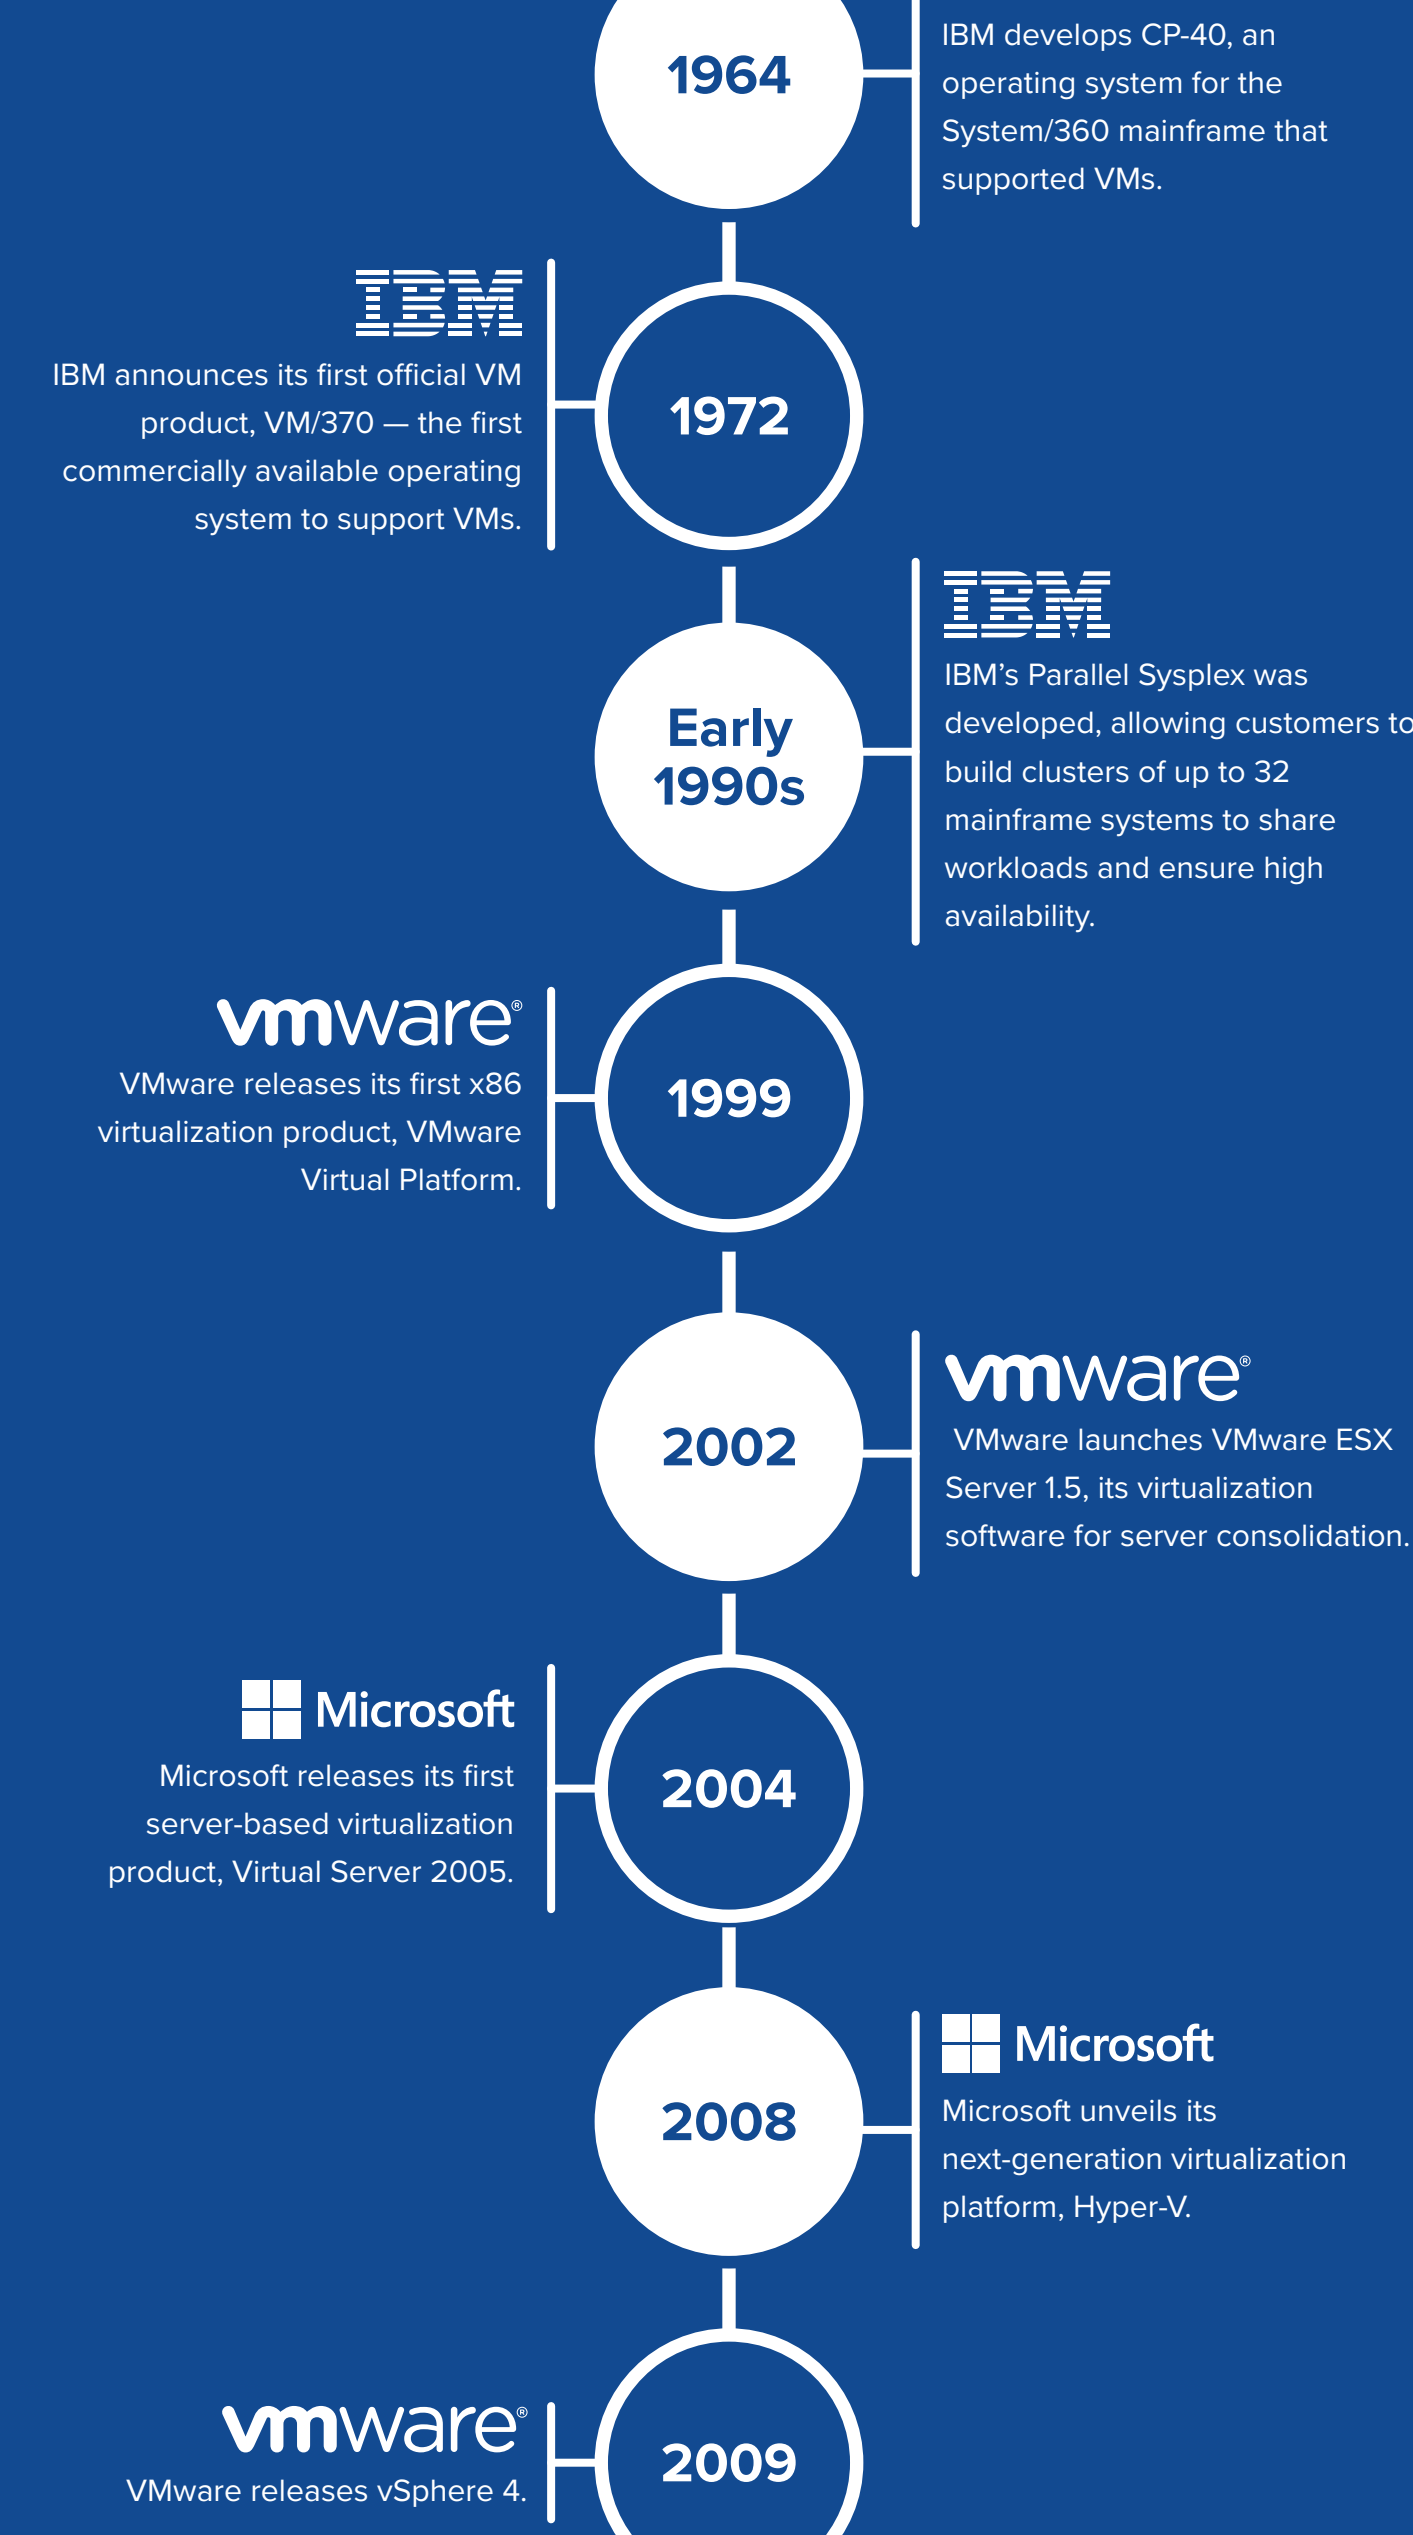 1964
IBM develops CP-40, an
operating system for the
System/360 mainframe that
supported VMs.
IBM
IBM announces its first official VM
product, VM/370 — the first
commercially available operating
system to support VMs.
1972
Early
1990s
IBM
IBM’s Parallel Sysplex was
developed, allowing customers to
build clusters of up to 32
mainframe systems to share
workloads and ensure high
availability.
vmware®
VMware releases its first x86
virtualization product, VMware
Virtual Platform.
1999
2002
vmware®
VMware launches VMware ESX
Server 1.5, its virtualization
software for server consolidation.
Microsoft
Microsoft releases its first
server-based virtualization
product, Virtual Server 2005.
2004
2008
Microsoft
Microsoft unveils its
next-generation virtualization
platform, Hyper-V.
vmware®
VMware releases vSphere 4.
2009